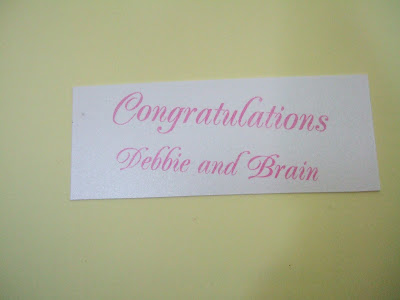 Congratulations
Debbie and Brain